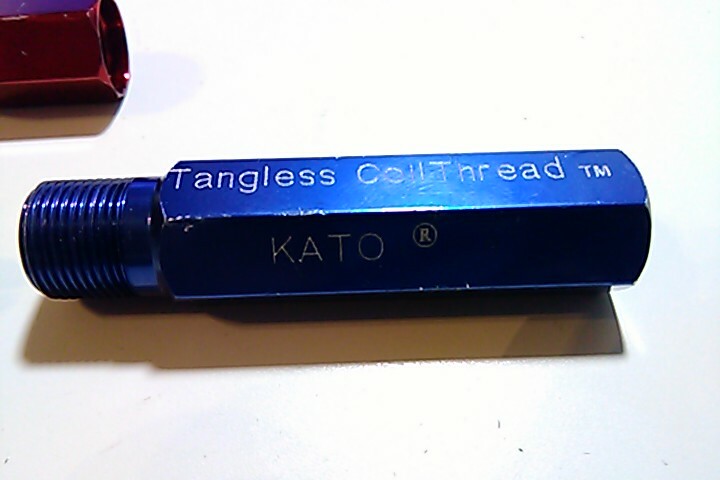 Tangless CoilThread ™
KATO ®